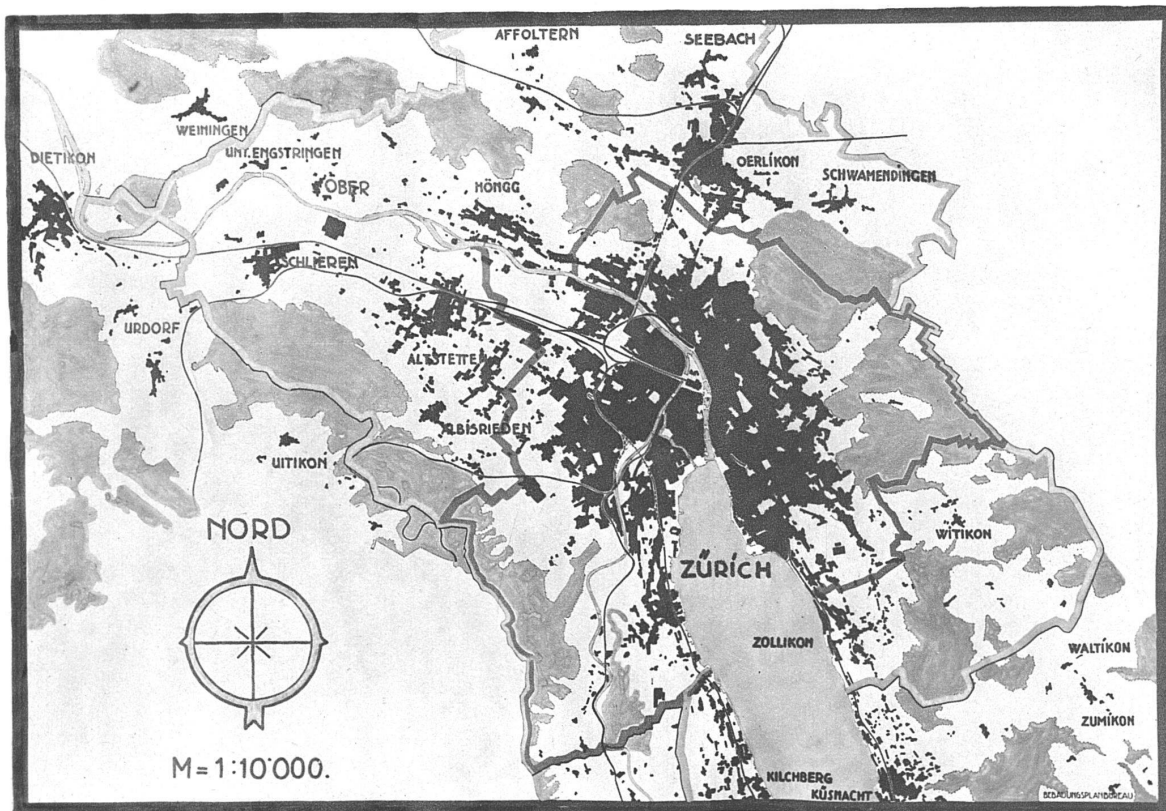 AFFOLTERN
SEEBACH
WEININGEN
DIETIKON
UNT. ENGSTRINGEN
OBER
HÖNGG
OERLIKON
SCHWAMENDINGEN
SCHLIEREN
URDORF
ALTSTETTEN
ALBISRIEDEN
UITIKON
NORD
WITIKON
ZÜRICH
ZOLLIKON
WALTIKON
ZUMIKON
M=1:10'000.
KILCHBERG
KÜSNACHT
BEBAUUNGSPLANBUREAU